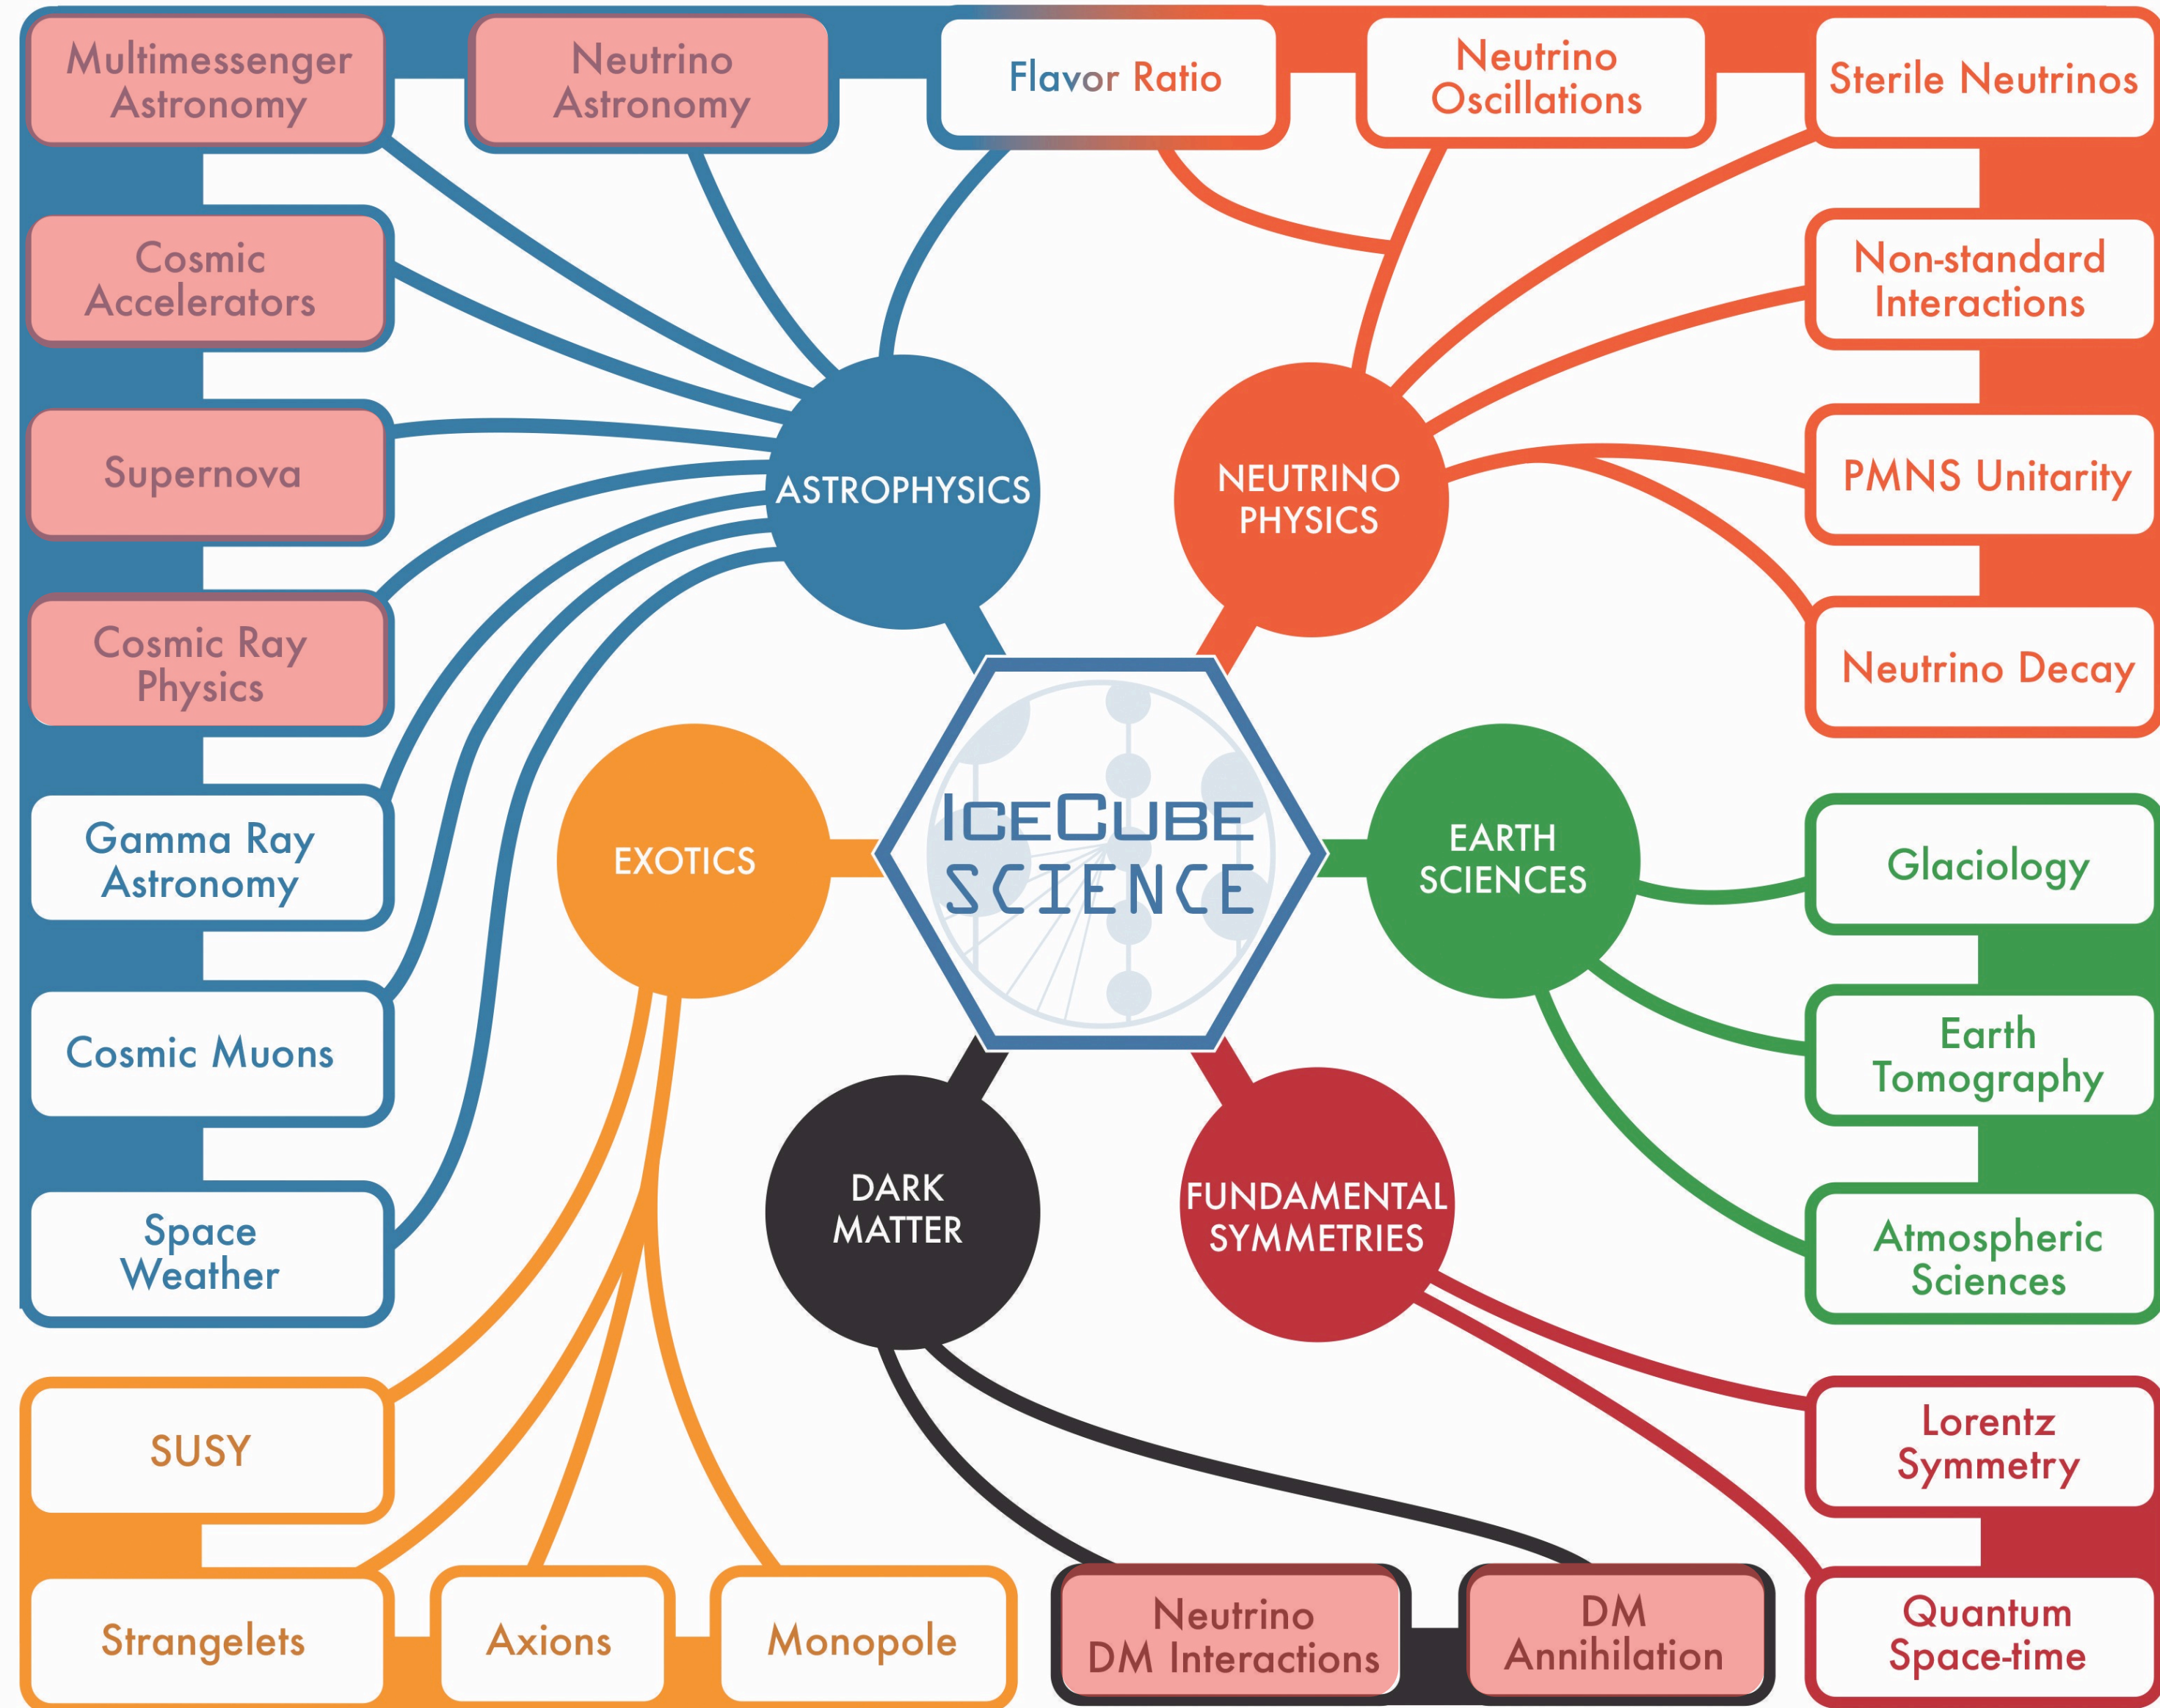 Multimessenger
Astronomy
Neutrino
Astronomy
Flavor Ratio
Neutrino
Oscillations
Sterile Neutrinos
Cosmic
Accelerators
Non-standard
Interactions
Supernova
ASTROPHYSICS
NEUTRINO
PHYSICS
PMNS Unitarity
Cosmic Ray
Physics
Neutrino Decay
Gamma Ray
Astronomy
EXOTICS
ICECUBE
SCIENCE
EARTH
SCIENCES
Glaciology
Cosmic Muons
Earth
Tomography
Space
Weather
DARK
MATTER
FUNDAMENTAL
SYMMETRIES
Atmospheric
Sciences
SUSY
Lorentz
Symmetry
Strangelets
Axions
Monopole
Neutrino
DM Interactions
DM
Annihilation
Quantum
Space-time